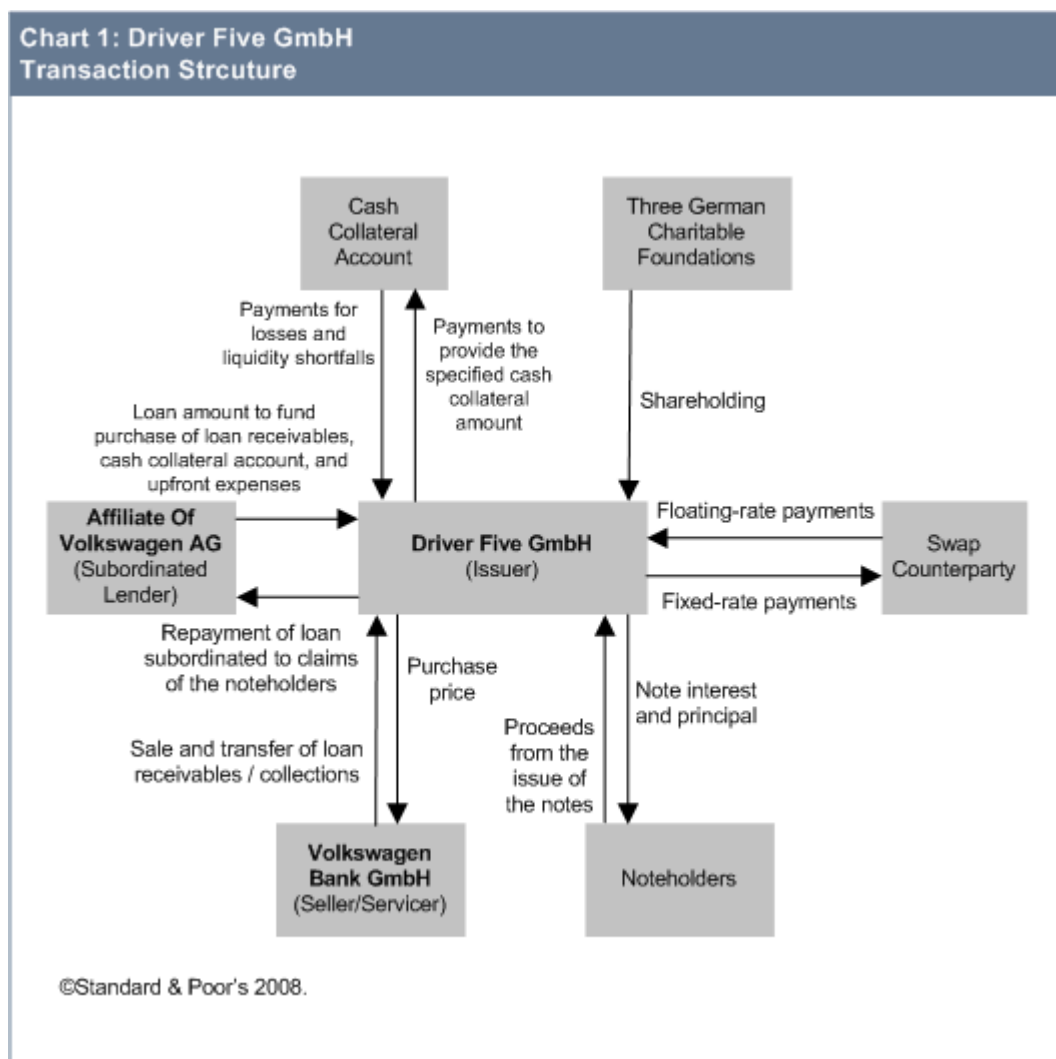 Chart 1: Driver Five GmbH
Transaction Strcuture
Cash
Collateral
Account
Three German
Charitable
Foundations
Payments for
losses and
liquidity shortfalls
Payments to
provide the
specified cash
collateral
amount
Shareholding
Loan amount to fund
purchase of loan receivables,
cash collateral account, and
upfront expenses
Affiliate Of
Volkswagen AG
(Subordinated
Lender)
Driver Five GmbH
(Issuer)
Floating-rate payments
Swap
Counterparty
Fixed-rate payments
Repayment of loan
subordinated to claims
of the noteholders
Purchase
price
Note interest
and principal
Proceeds
from the
issue of
the notes
Sale and transfer of loan
receivables / collections
Volkswagen
Bank GmbH
(Seller/Servicer)
Noteholders
©Standard & Poor's 2008.